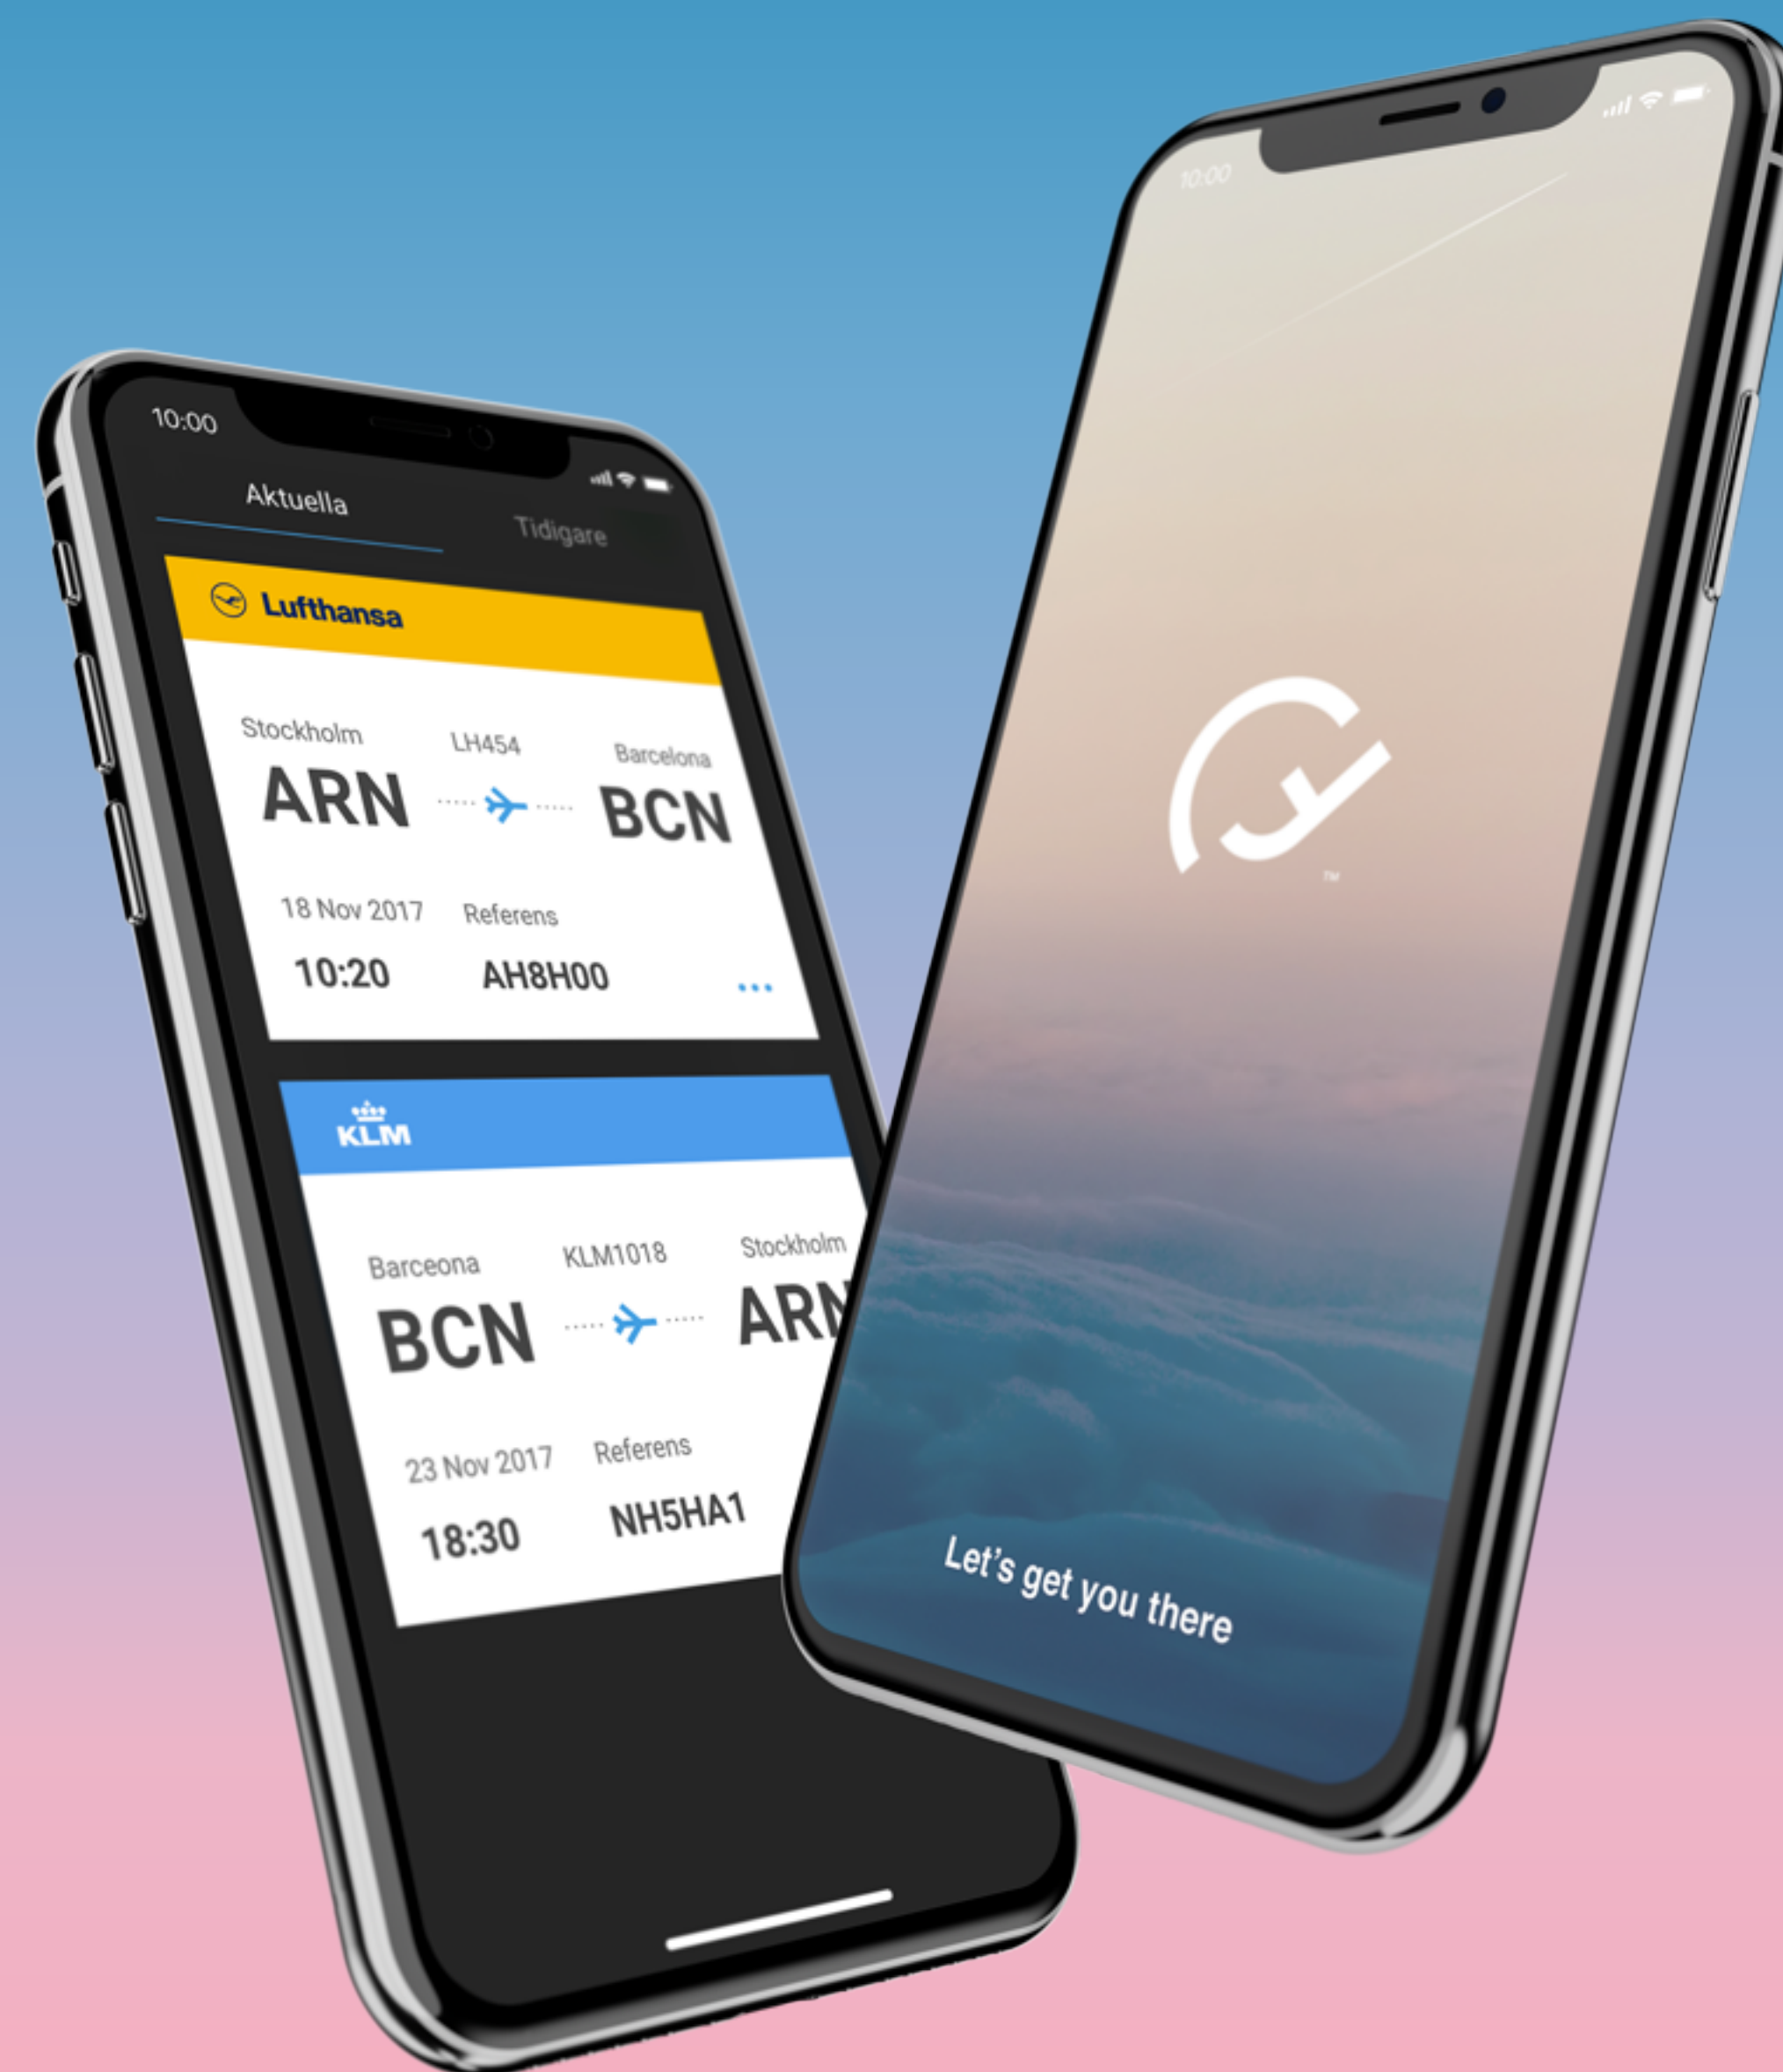 10:00
Aktuella Tidigare
Lufthansa
Stockholm LH454 Barcelona
ARN BCN
18 Nov 2017 Referens
10:20 AH8H00
KLM
Barceona KLM1018 Stockholm
BCN ARN
23 Nov 2017 Referens
18:30 NH5HA1
10:00
TM
Let's get you there